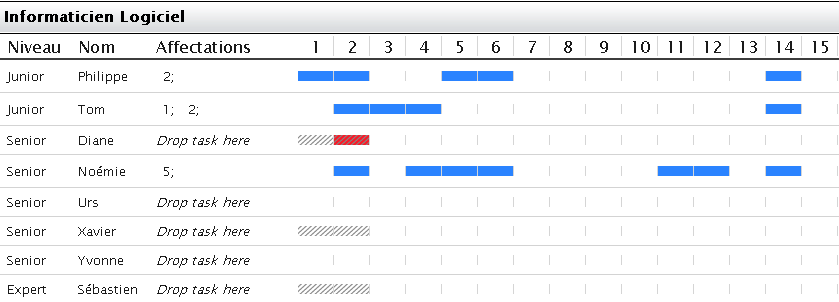 Informaticien Logiciel
Niveau Nom Affectations 1 2 3 4 5 6 7 8 9 10 11 12 13 14 15
Junior Philippe 2;
Junior Tom 1; 2;
Senior Diane Drop task here
Senior Noémie 5;
Senior Urs Drop task here
Senior Xavier Drop task here
Senior Yvonne Drop task here
Expert Sébastien Drop task here